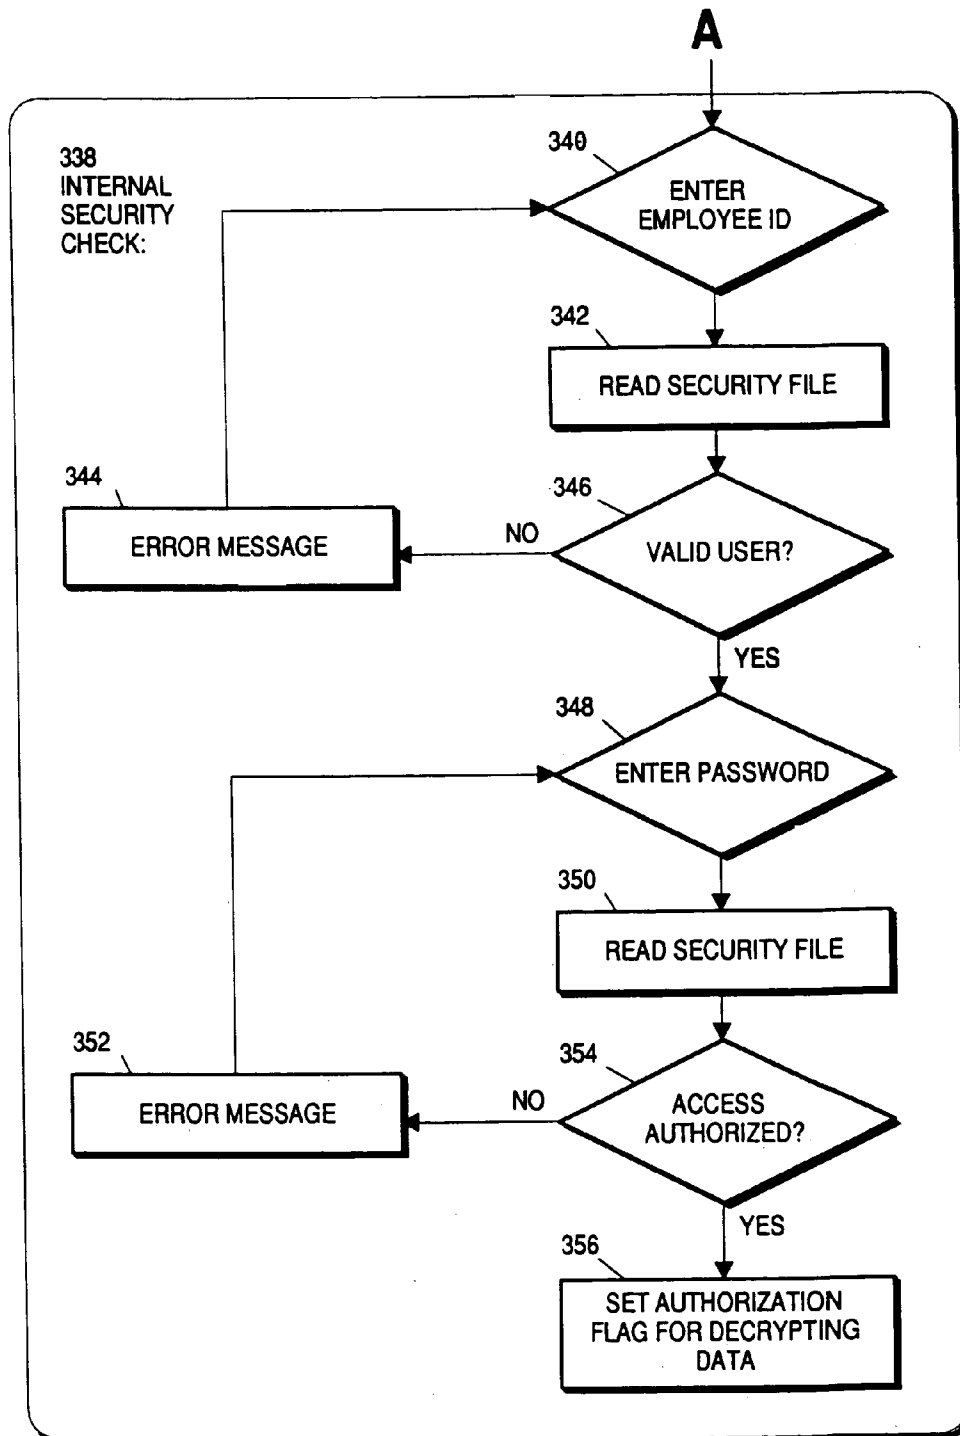 A
338
INTERNAL
SECURITY
CHECK:
340
ENTER
EMPLOYEE ID
342
READ SECURITY FILE
344
ERROR MESSAGE
346
NO
VALID USER?
YES
348
ENTER PASSWORD
350
READ SECURITY FILE
352
ERROR MESSAGE
354
NO
ACCESS
AUTHORIZED?
YES
356
SET AUTHORIZATION
FLAG FOR DECRYPTING
DATA